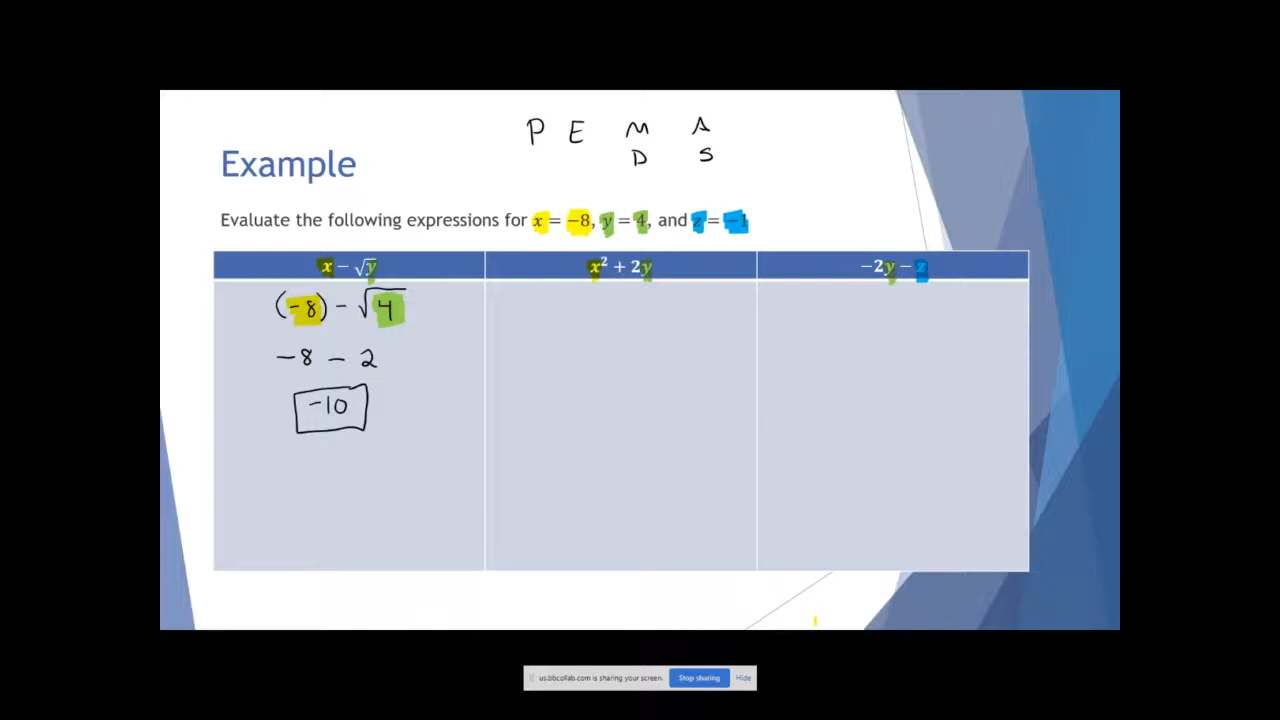 P E M A
D S
Example
Evaluate the following expressions for x = −8, y = 4, and z = −1
x − √y
x² + 2y
−2y − z
(−8) − √4
−8 − 2
−10
us.bbcollab.com is sharing your screen.
Stop sharing
Hide